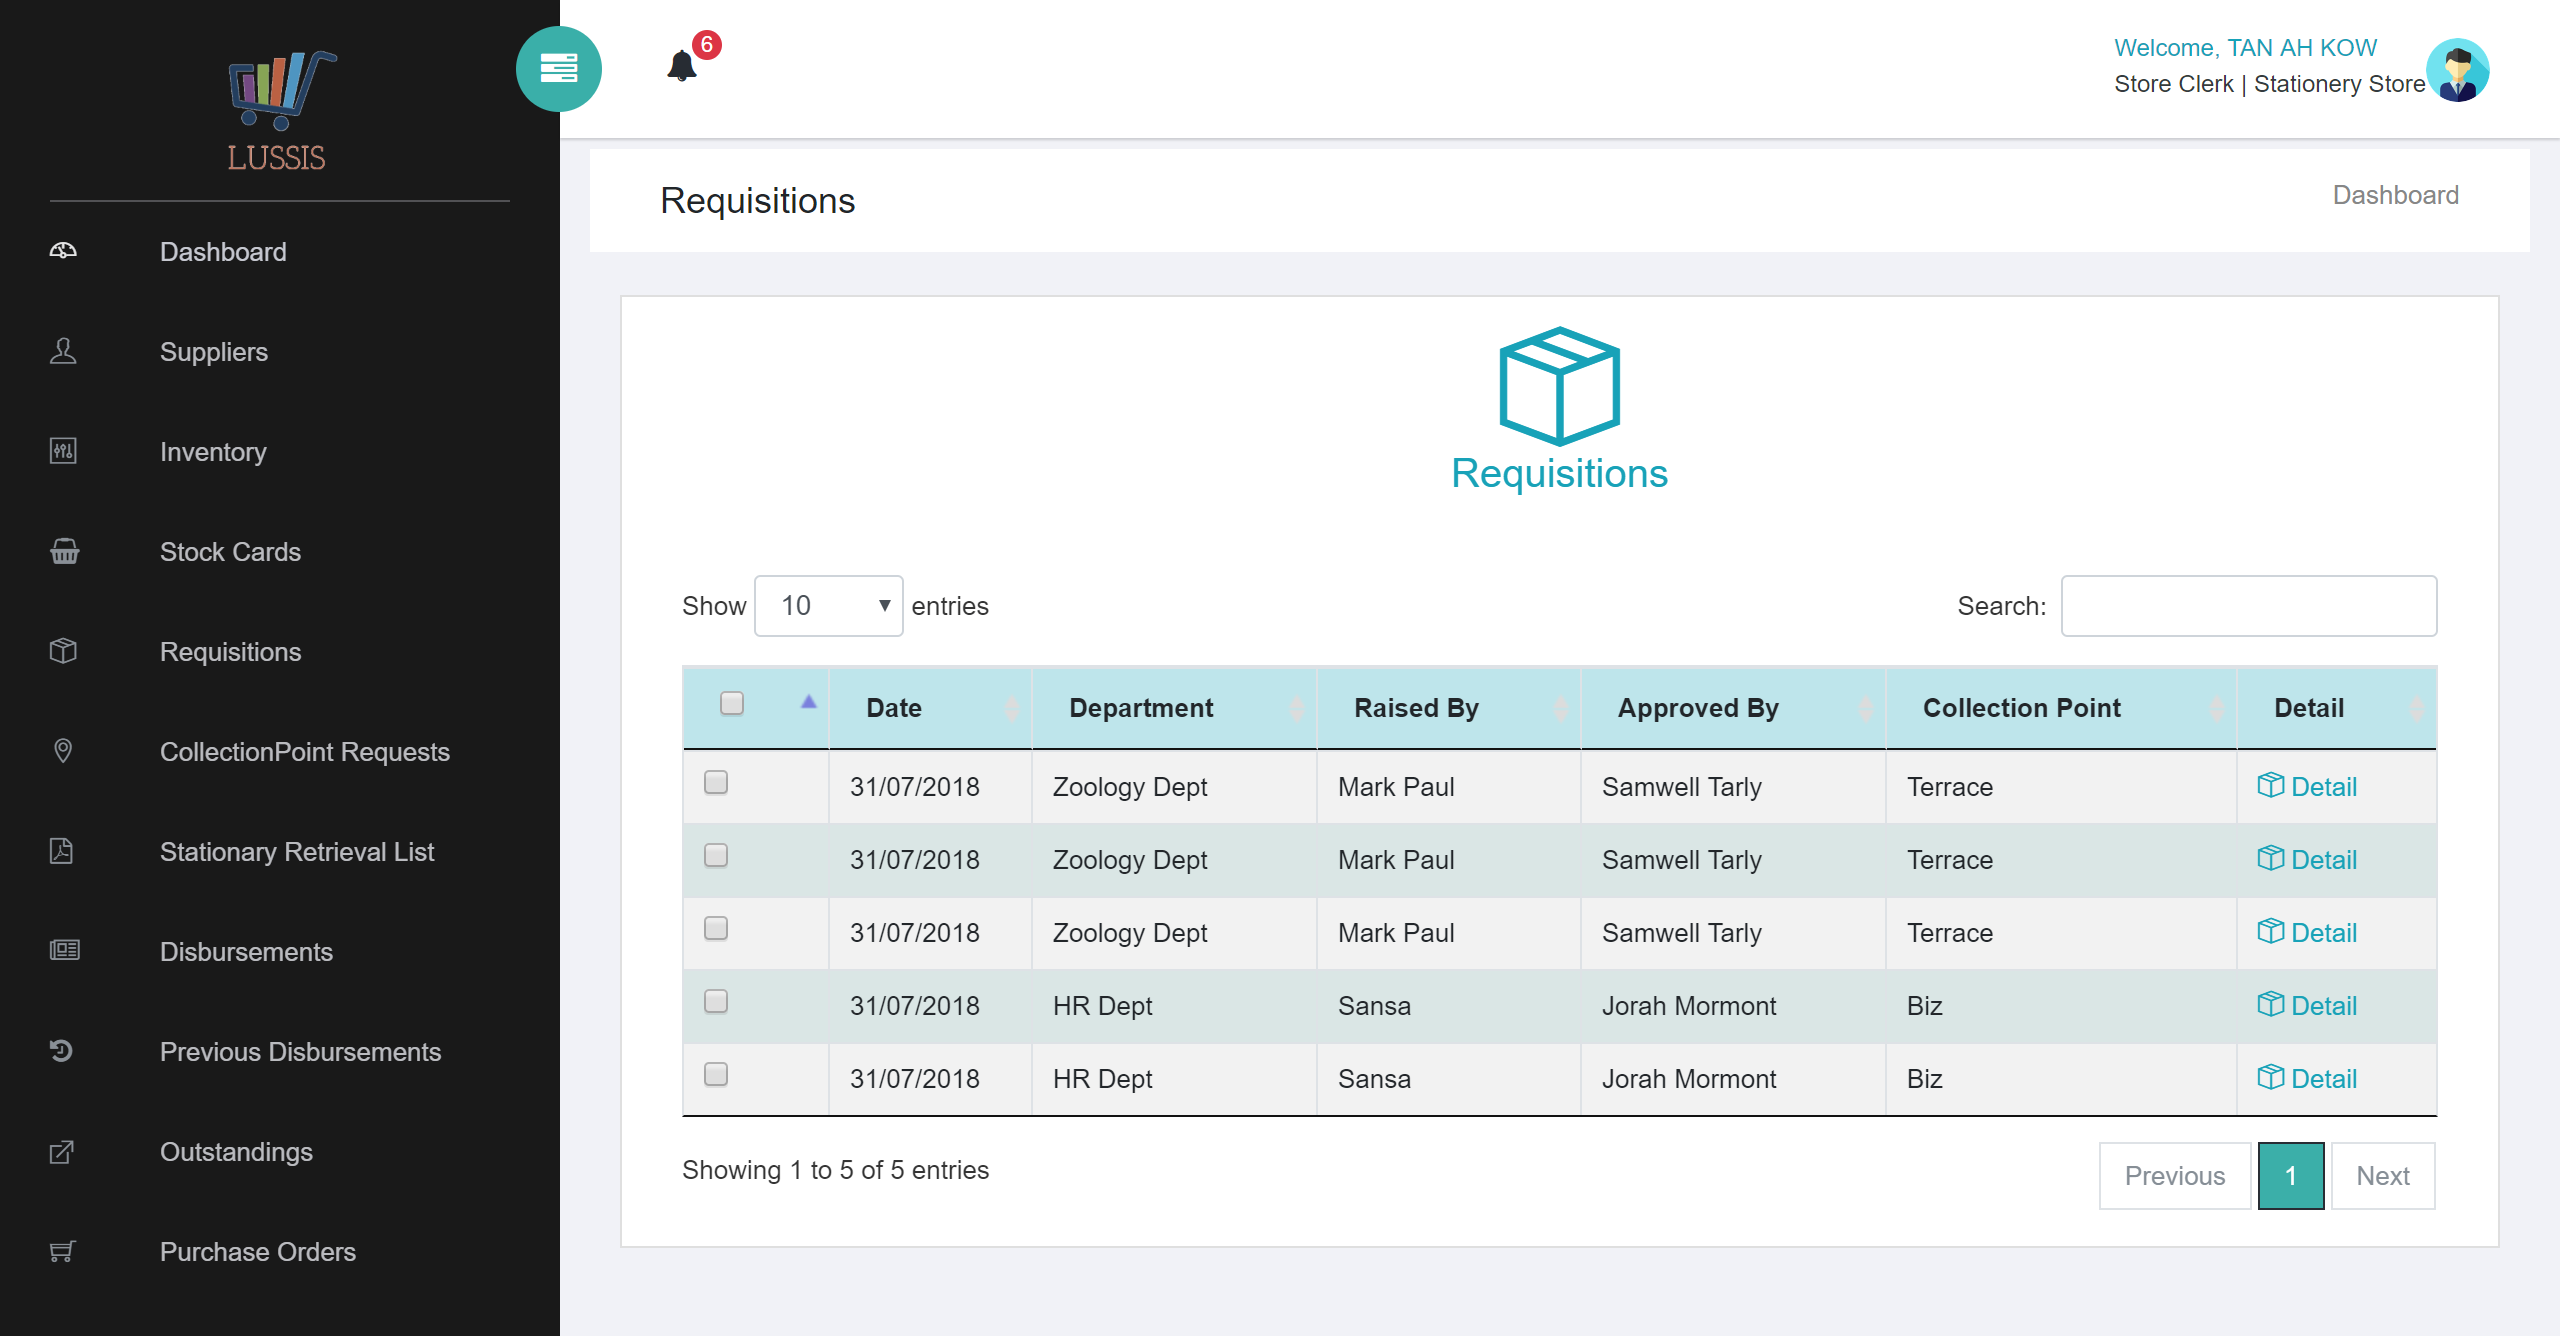 LUSSIS
Dashboard
Suppliers
Inventory
Stock Cards
Requisitions
CollectionPoint Requests
Stationary Retrieval List
Disbursements
Previous Disbursements
Outstandings
Purchase Orders
6
Welcome, TAN AH KOW
Store Clerk | Stationery Store
Requisitions
Dashboard
Requisitions
Show 10 entries
Search:
Date Department Raised By Approved By Collection Point Detail
31/07/2018 Zoology Dept Mark Paul Samwell Tarly Terrace Detail
31/07/2018 Zoology Dept Mark Paul Samwell Tarly Terrace Detail
31/07/2018 Zoology Dept Mark Paul Samwell Tarly Terrace Detail
31/07/2018 HR Dept Sansa Jorah Mormont Biz Detail
31/07/2018 HR Dept Sansa Jorah Mormont Biz Detail
Showing 1 to 5 of 5 entries
Previous 1 Next